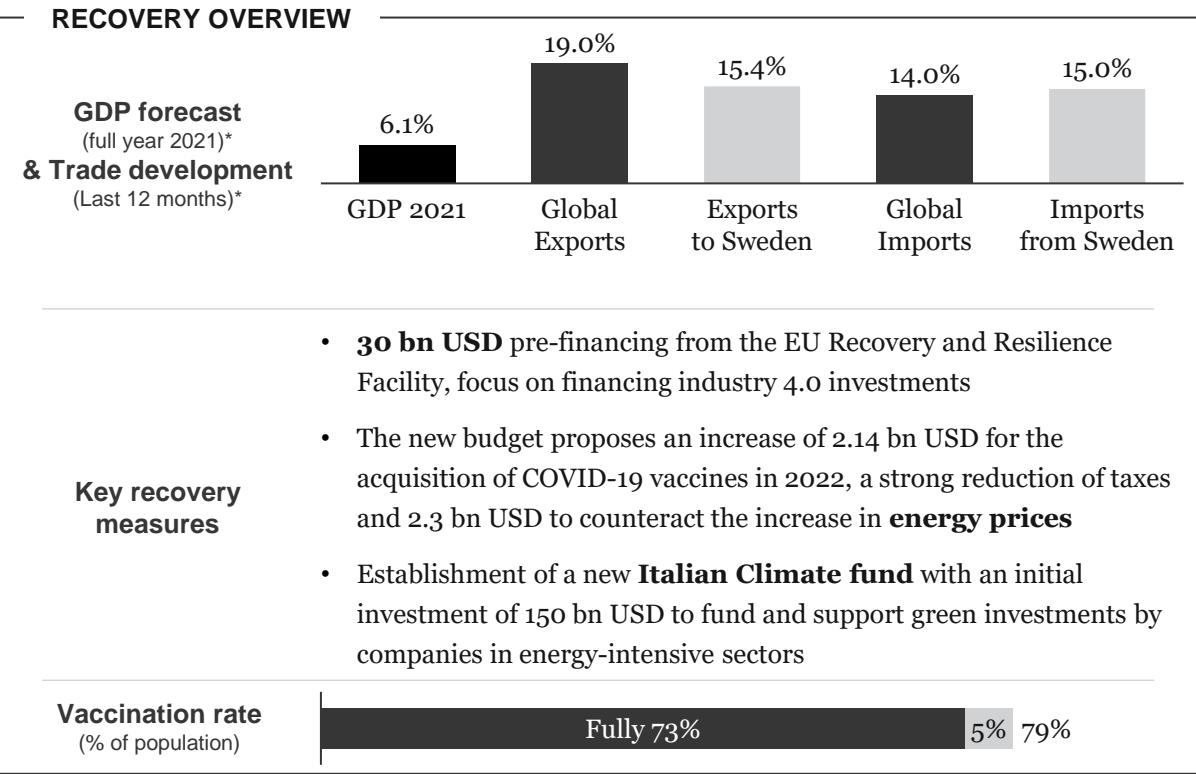 RECOVERY OVERVIEW
GDP forecast
(full year 2021)*
& Trade development
(Last 12 months)*
6.1%
19.0%
15.4%
14.0%
15.0%
GDP 2021
Global
Exports
Exports
to Sweden
Global
Imports
Imports
from Sweden
Key recovery
measures
• 30 bn USD pre-financing from the EU Recovery and Resilience
Facility, focus on financing industry 4.0 investments
• The new budget proposes an increase of 2.14 bn USD for the
acquisition of COVID-19 vaccines in 2022, a strong reduction of taxes
and 2.3 bn USD to counteract the increase in energy prices
• Establishment of a new Italian Climate fund with an initial
investment of 150 bn USD to fund and support green investments by
companies in energy-intensive sectors
Vaccination rate
(% of population)
Fully 73% 5% 79%